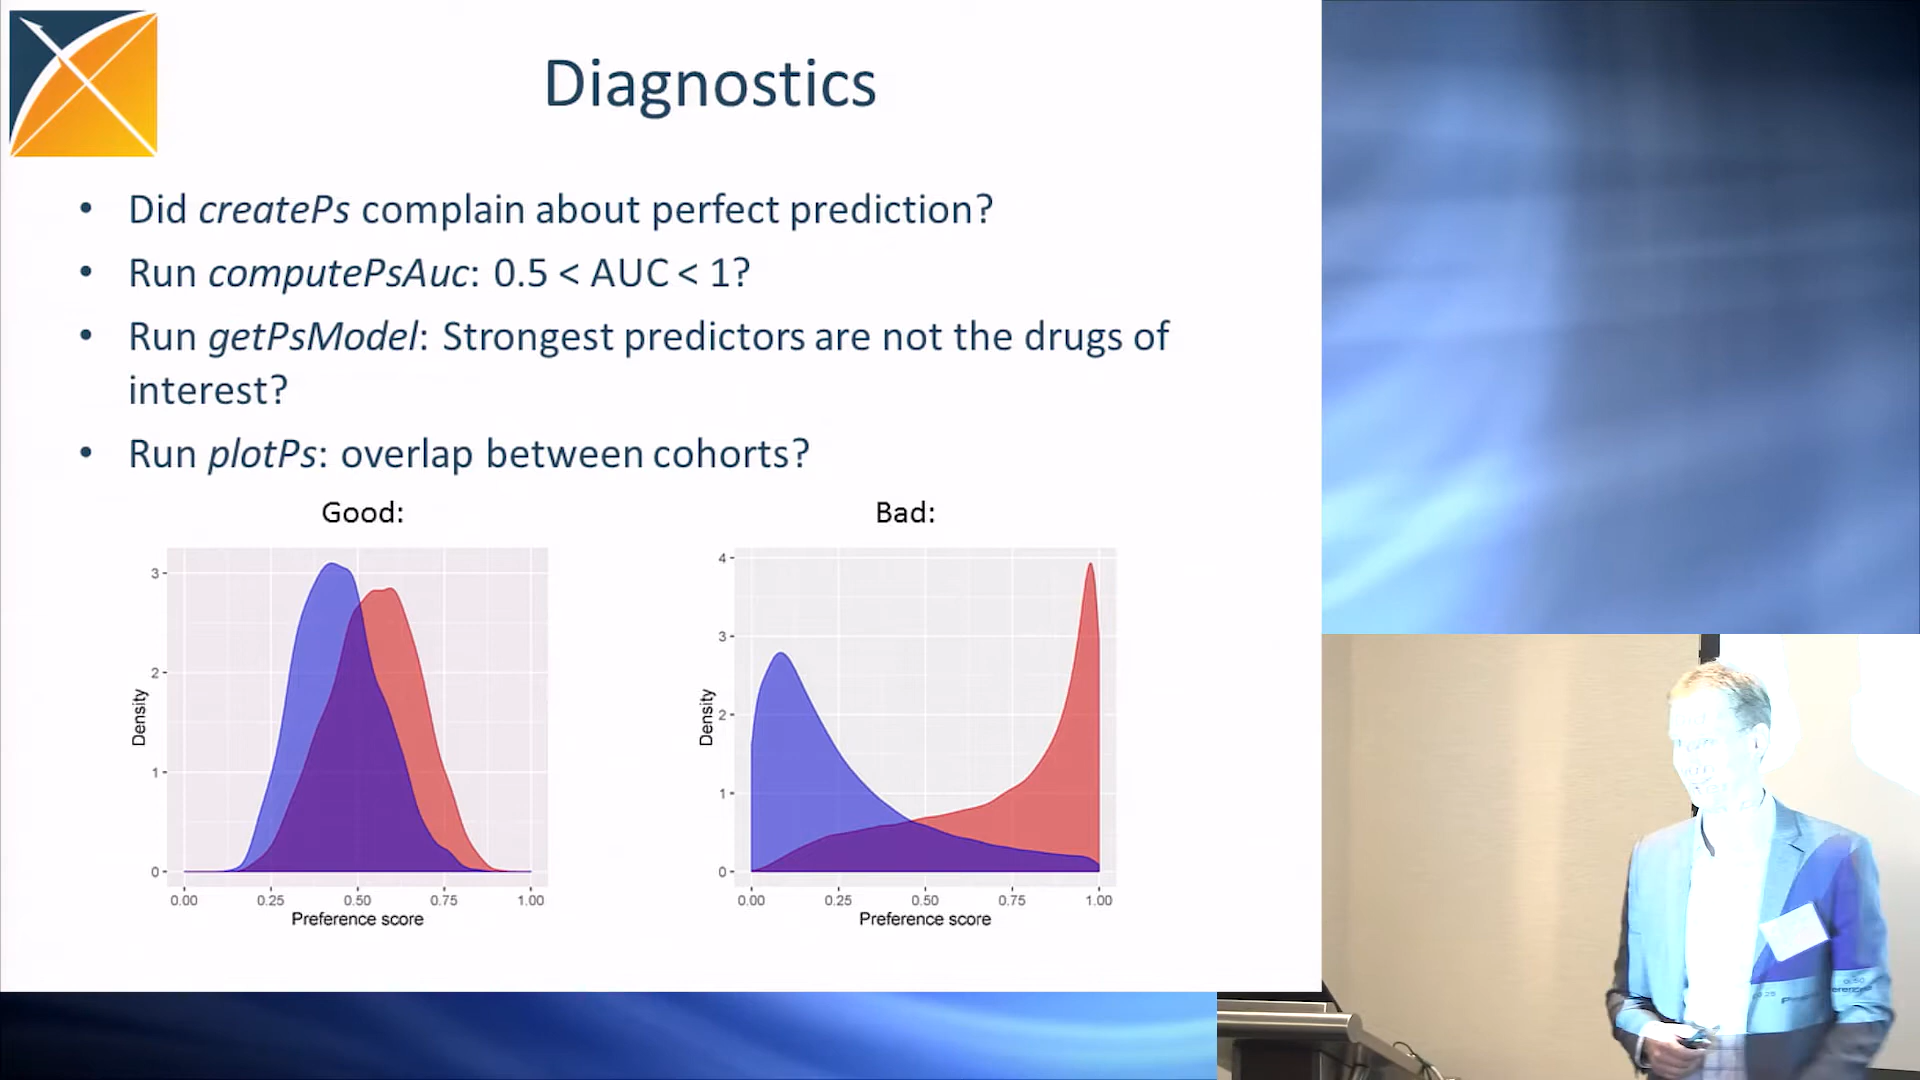 Diagnostics
• Did createPs complain about perfect prediction?
• Run computePsAuc: 0.5 < AUC < 1?
• Run getPsModel: Strongest predictors are not the drugs of
interest?
• Run plotPs: overlap between cohorts?
Good:
3
2
1
0
Density
0.00 0.25 0.50 0.75 1.00
Preference score
Bad:
4
3
2
1
0
Density
0.00 0.25 0.50 0.75 1.00
Preference score